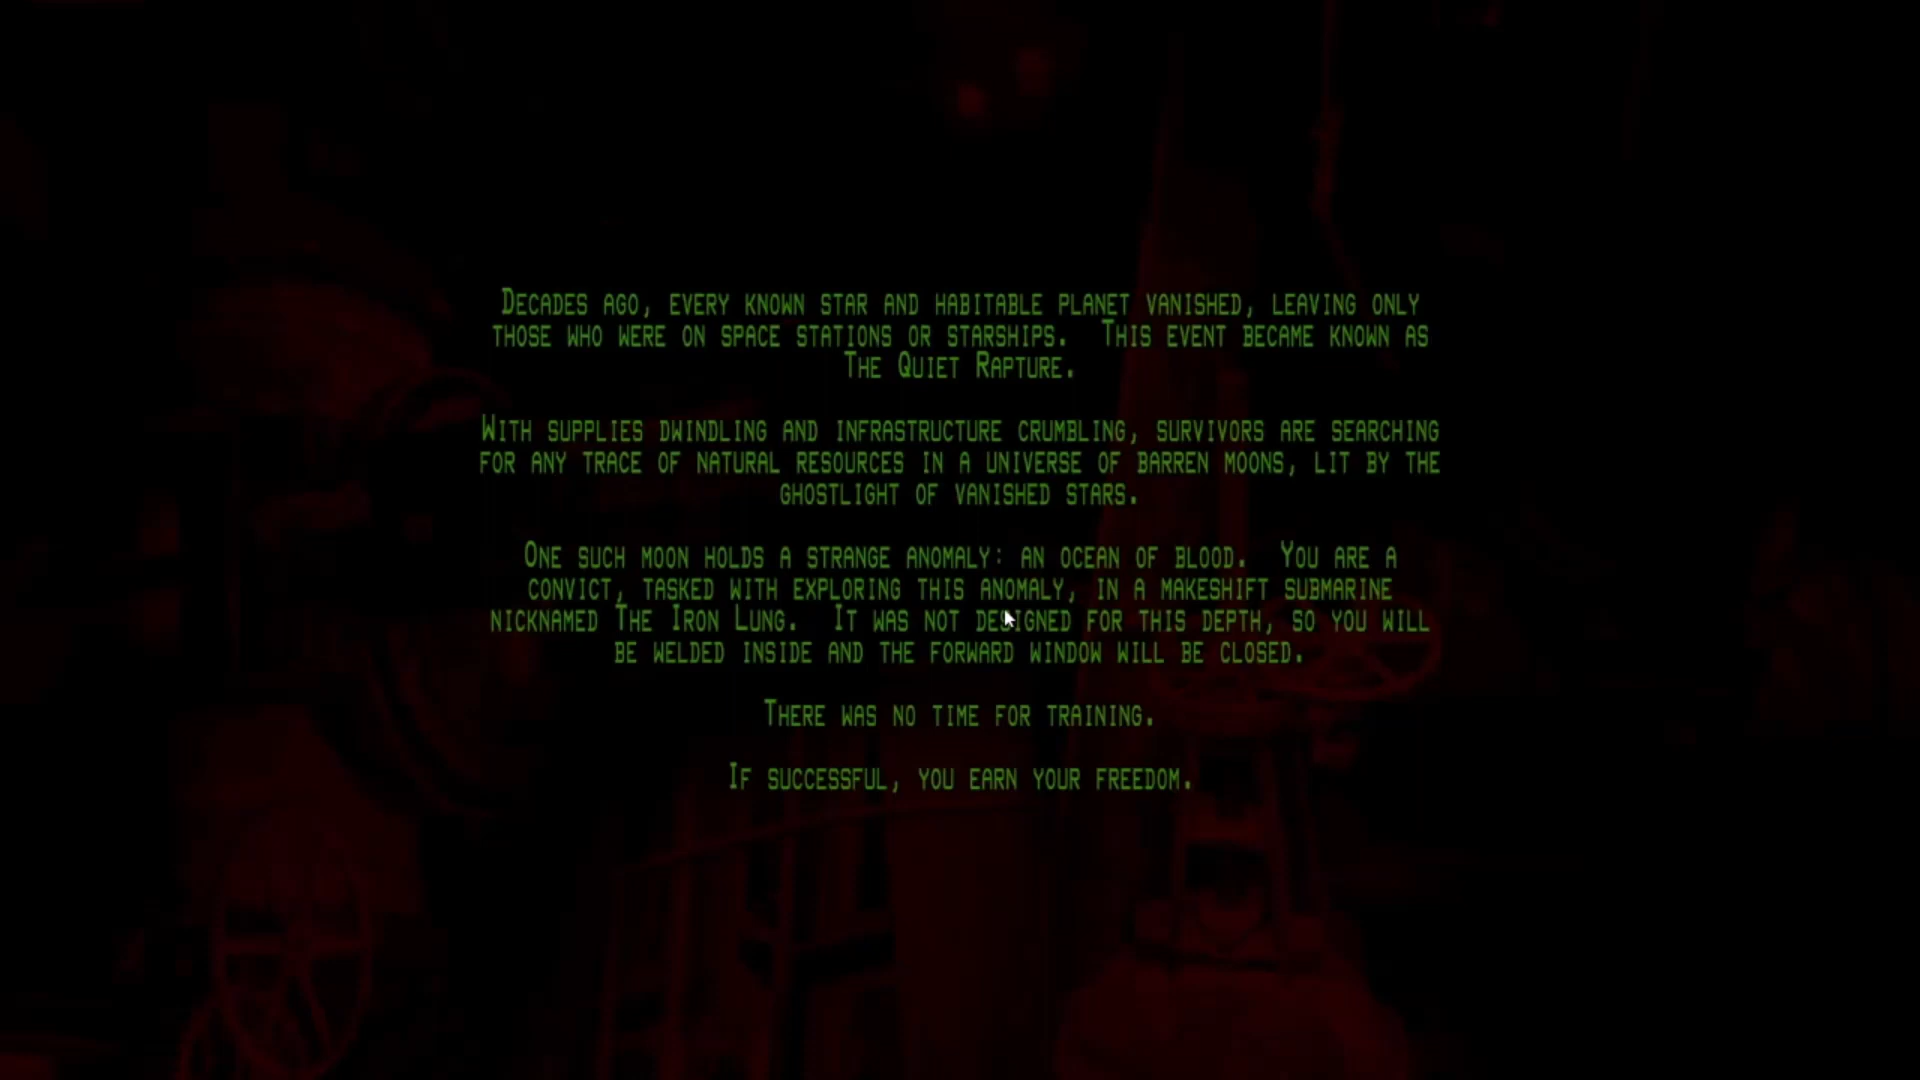 Decades ago, every known star and habitable planet vanished, leaving only
those who were on space stations or starships.  This event became known as
The Quiet Rapture.
With supplies dwindling and infrastructure crumbling, survivors are searching
for any trace of natural resources in a universe of barren moons, lit by the
ghostlight of vanished stars.
One such moon holds a strange anomaly: an ocean of blood.  You are a
convict, tasked with exploring this anomaly, in a makeshift submarine
nicknamed The Iron Lung.  It was not designed for this depth, so you will
be welded inside and the forward window will be closed.
There was no time for training.
If successful, you earn your freedom.